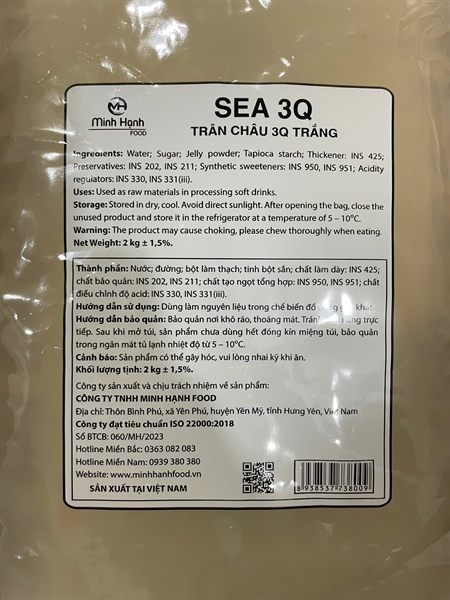 MH
Minh Hạnh
FOOD
SEA 3Q
TRÂN CHÂU 3Q TRẮNG
Ingredients: Water; Sugar; Jelly powder; Tapioca starch; Thickener: INS 425;
Preservatives: INS 202, INS 211; Synthetic sweeteners: INS 950, INS 951; Acidity
regulators: INS 330, INS 331(iii).
Uses: Used as raw materials in processing soft drinks.
Storage: Stored in dry, cool. Avoid direct sunlight. After opening the bag, close the
unused product and store it in the refrigerator at a temperature of 5 – 10°C.
Warning: The product may cause choking, please chew thoroughly when eating.
Net Weight: 2 kg ± 1,5%.
Thành phần: Nước; đường; bột làm thạch; tinh bột sắn; chất làm dày: INS 425;
chất bảo quản: INS 202, INS 211; chất tạo ngọt tổng hợp: INS 950, INS 951; chất
điều chỉnh độ acid: INS 330, INS 331(iii).
Hướng dẫn sử dụng: Dùng làm nguyên liệu trong chế biến đồ uống giải khát.
Hướng dẫn bảo quản: Bảo quản nơi khô ráo, thoáng mát. Tránh nắng trực
tiếp. Sau khi mở túi, sản phẩm chưa dùng hết đóng kín miệng túi, bảo quản
trong ngăn mát tủ lạnh nhiệt độ từ 5 – 10°C.
Cảnh báo: Sản phẩm có thể gây hóc, vui lòng nhai kỹ khi ăn.
Khối lượng tịnh: 2 kg ± 1,5%.
Công ty sản xuất và chịu trách nhiệm về sản phẩm:
CÔNG TY TNHH MINH HẠNH FOOD
Địa chỉ: Thôn Bình Phú, xã Yên Phú, huyện Yên Mỹ, tỉnh Hưng Yên, Việt Nam
Công ty đạt tiêu chuẩn ISO 22000:2018
Số BTCB: 060/MH/2023
Hotline Miền Bắc: 0363 082 083
Hotline Miền Nam: 0939 380 380
Website: www.minhhanhfood.vn
SẢN XUẤT TẠI VIỆT NAM
8 938537 738009